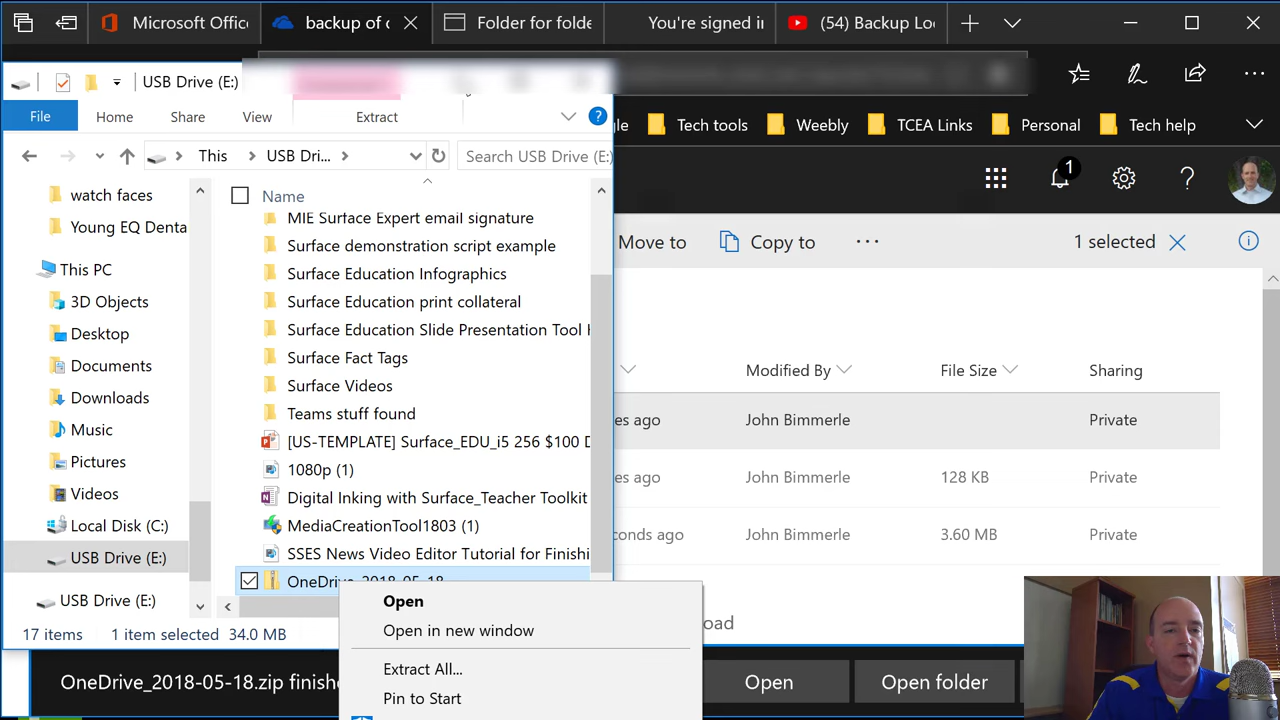 Microsoft Office
backup of o
Folder for folde
You're signed i
(54) Backup Lo
USB Drive (E:)
File
Home
Share
View
Extract
Tech tools
Weebly
TCEA Links
Personal
Tech help
This
USB Dri...
Search USB Drive (E:)
1
Name
watch faces
Young EQ Denta
This PC
3D Objects
Desktop
Documents
Downloads
Music
Pictures
Videos
Local Disk (C:)
USB Drive (E:)
USB Drive (E:)
MIE Surface Expert email signature
Surface demonstration script example
Surface Education Infographics
Surface Education print collateral
Surface Education Slide Presentation Tool
Surface Fact Tags
Surface Videos
Teams stuff found
[US-TEMPLATE] Surface_EDU_i5 256 $100 D
1080p (1)
Digital Inking with Surface_Teacher Toolkit
MediaCreationTool1803 (1)
SSES News Video Editor Tutorial for Finishi
OneDrive_2018-05-18
17 items
1 item selected
34.0 MB
Move to
Copy to
1 selected
Modified By
File Size
Sharing
es ago
John Bimmerle
Private
es ago
John Bimmerle
128 KB
Private
conds ago
John Bimmerle
3.60 MB
Private
oad
Open
Open in new window
Extract All...
Pin to Start
OneDrive_2018-05-18.zip finishe
Open
Open folder